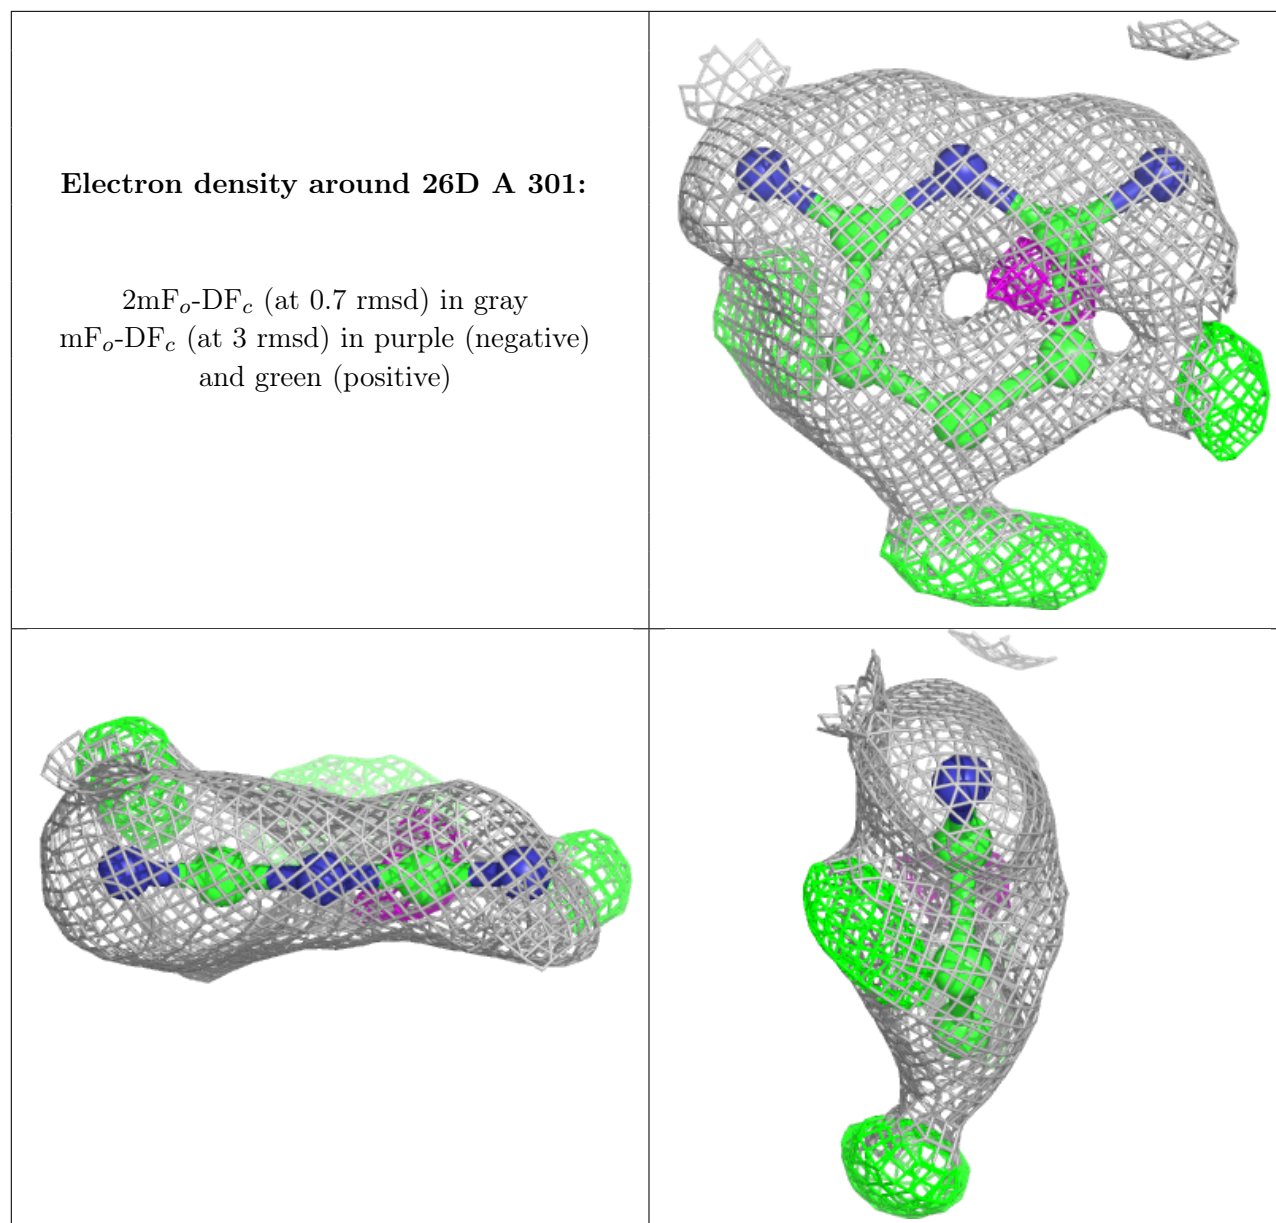 Electron density around 26D A 301:
2mFo-DFc (at 0.7 rmsd) in gray
mFo-DFc (at 3 rmsd) in purple (negative)
and green (positive)